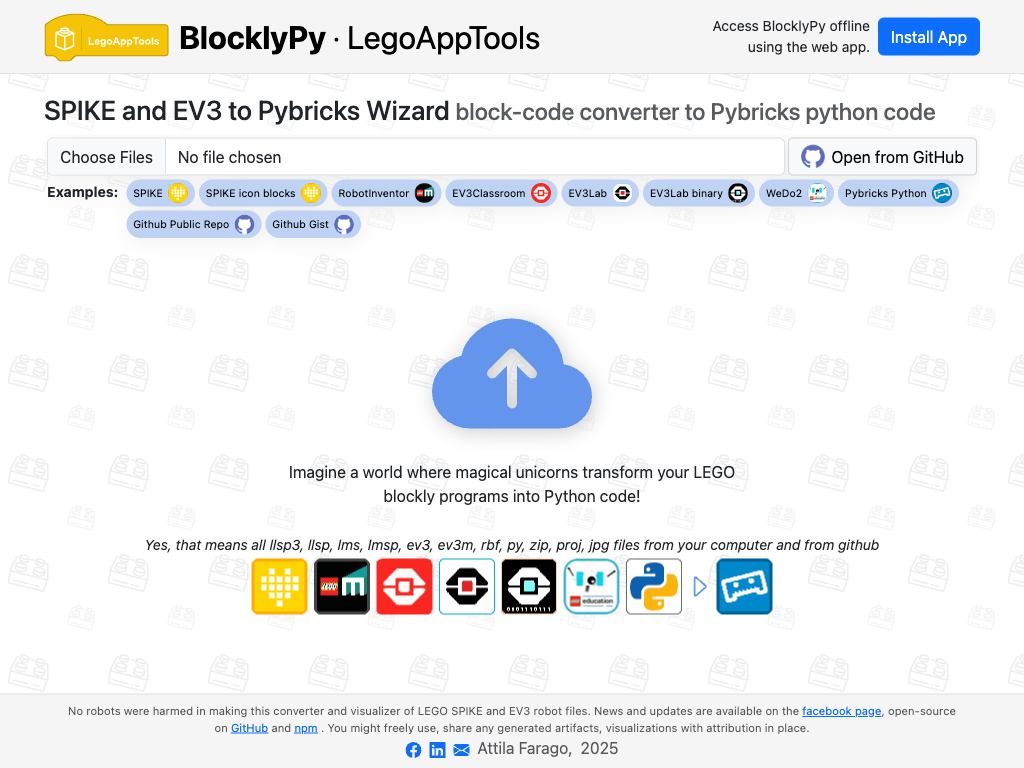 LegoAppTools
BlocklyPy · LegoAppTools
Access BlocklyPy offline
using the web app.
Install App
SPIKE and EV3 to Pybricks Wizard block-code converter to Pybricks python code
Choose Files No file chosen
Open from GitHub
Examples: SPIKE SPIKE icon blocks RobotInventor EV3Classroom EV3Lab EV3Lab binary WeDo2 Pybricks Python
Github Public Repo Github Gist
Imagine a world where magical unicorns transform your LEGO
blockly programs into Python code!
Yes, that means all llsp3, llsp, lms, lmsp, ev3, ev3m, rbf, py, zip, proj, jpg files from your computer and from github
LEGO m
education
No robots were harmed in making this converter and visualizer of LEGO SPIKE and EV3 robot files. News and updates are available on the facebook page, open-source
on GitHub and npm . You might freely use, share any generated artifacts, visualizations with attribution in place.
Attila Farago, 2025